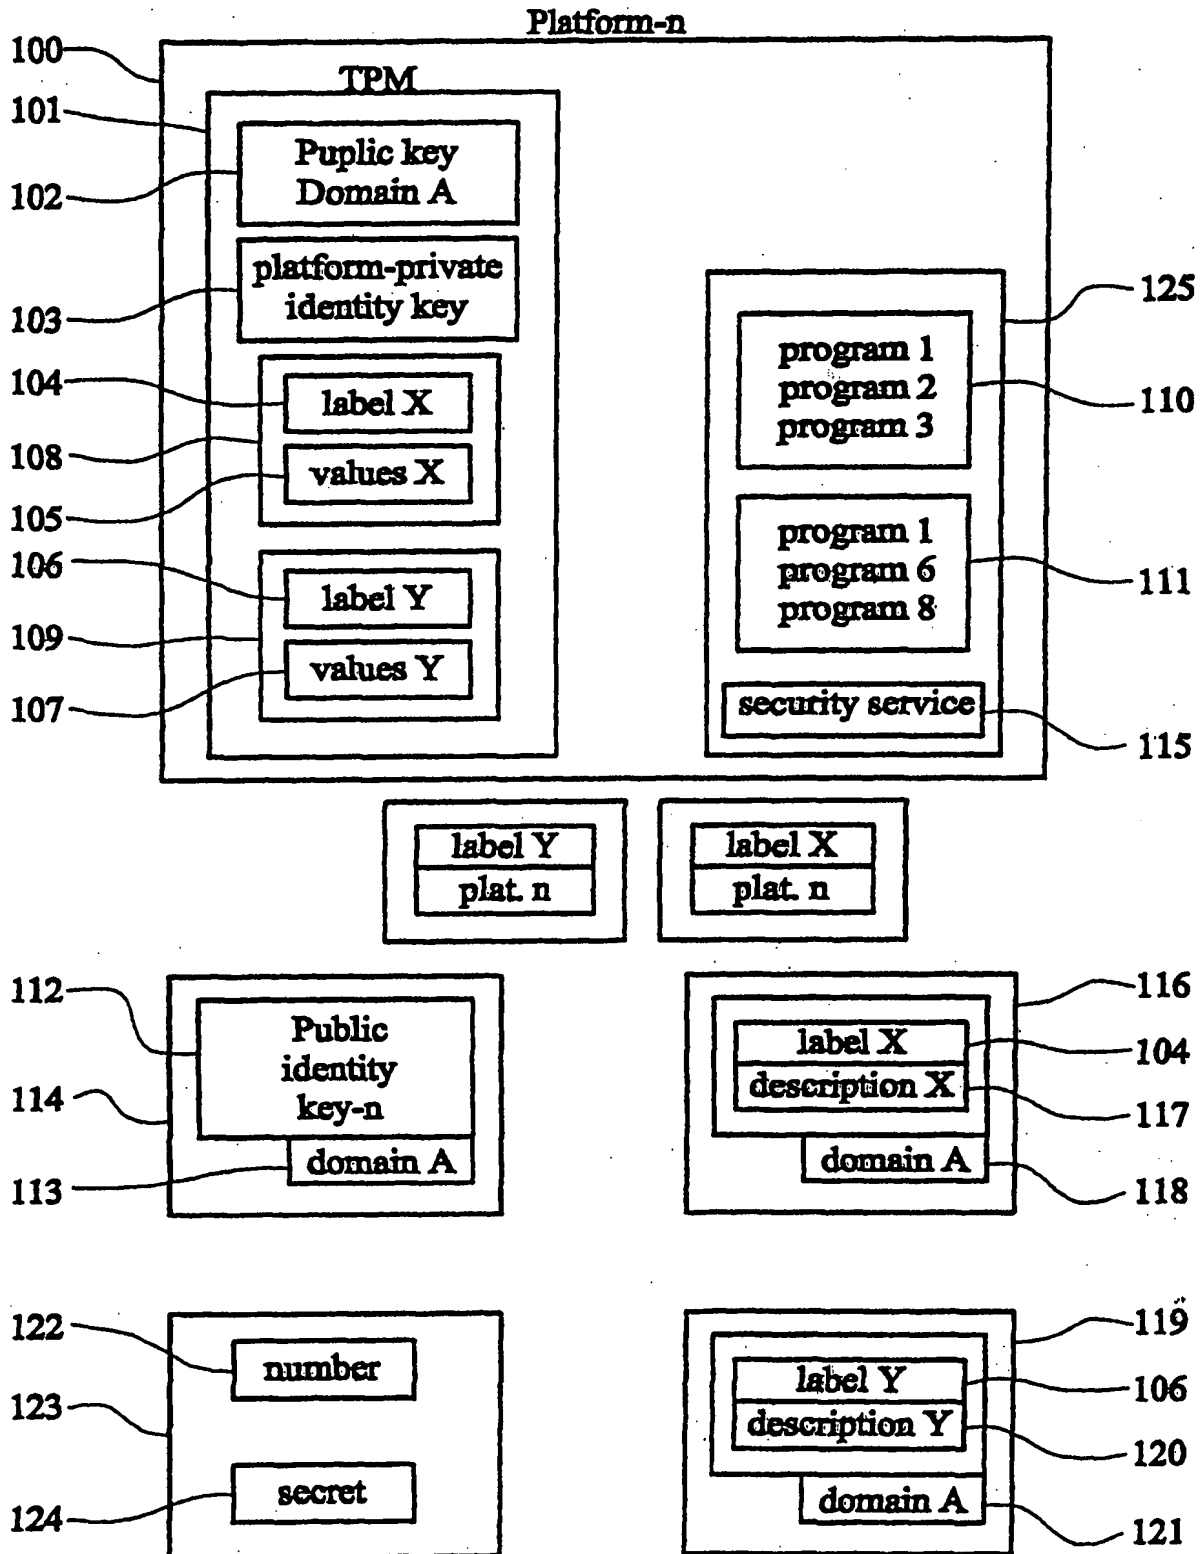 Platform-n
100
TPM
101
Puplic key
Domain A
102
platform-private
identity key
103
104
label X
108
values X
105
106
label Y
109
values Y
107
125
program 1
program 2
program 3
110
program 1
program 6
program 8
111
security service
115
label Y
plat. n
label X
plat. n
112
Public
identity
key-n
114
domain A
113
116
label X
104
description X
117
domain A
118
122
number
123
secret
124
119
label Y
106
description Y
120
domain A
121